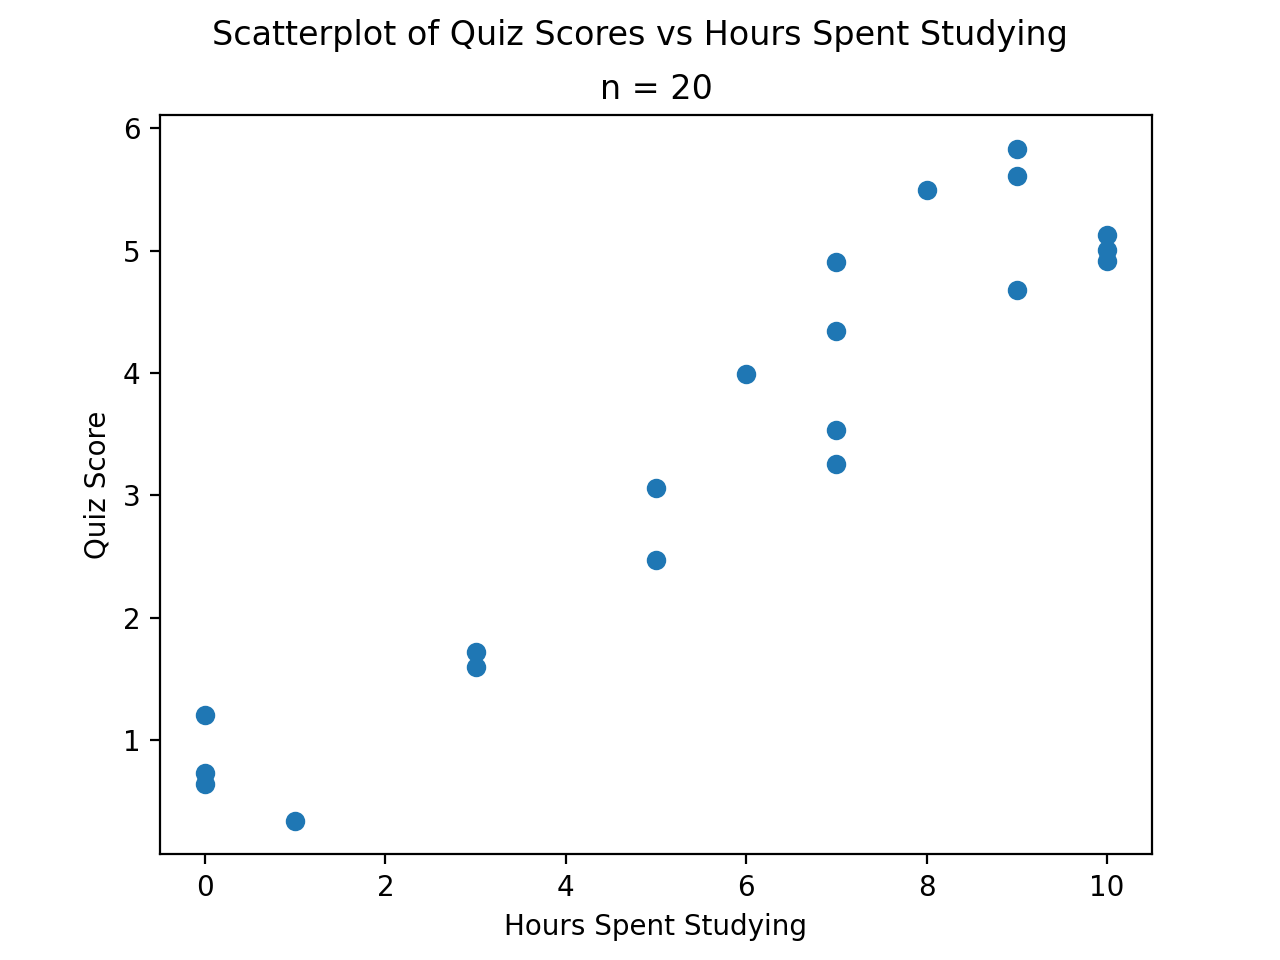 Scatterplot of Quiz Scores vs Hours Spent Studying
n = 20
6
5
4
3
2
1
Quiz Score
0 2 4 6 8 10
Hours Spent Studying